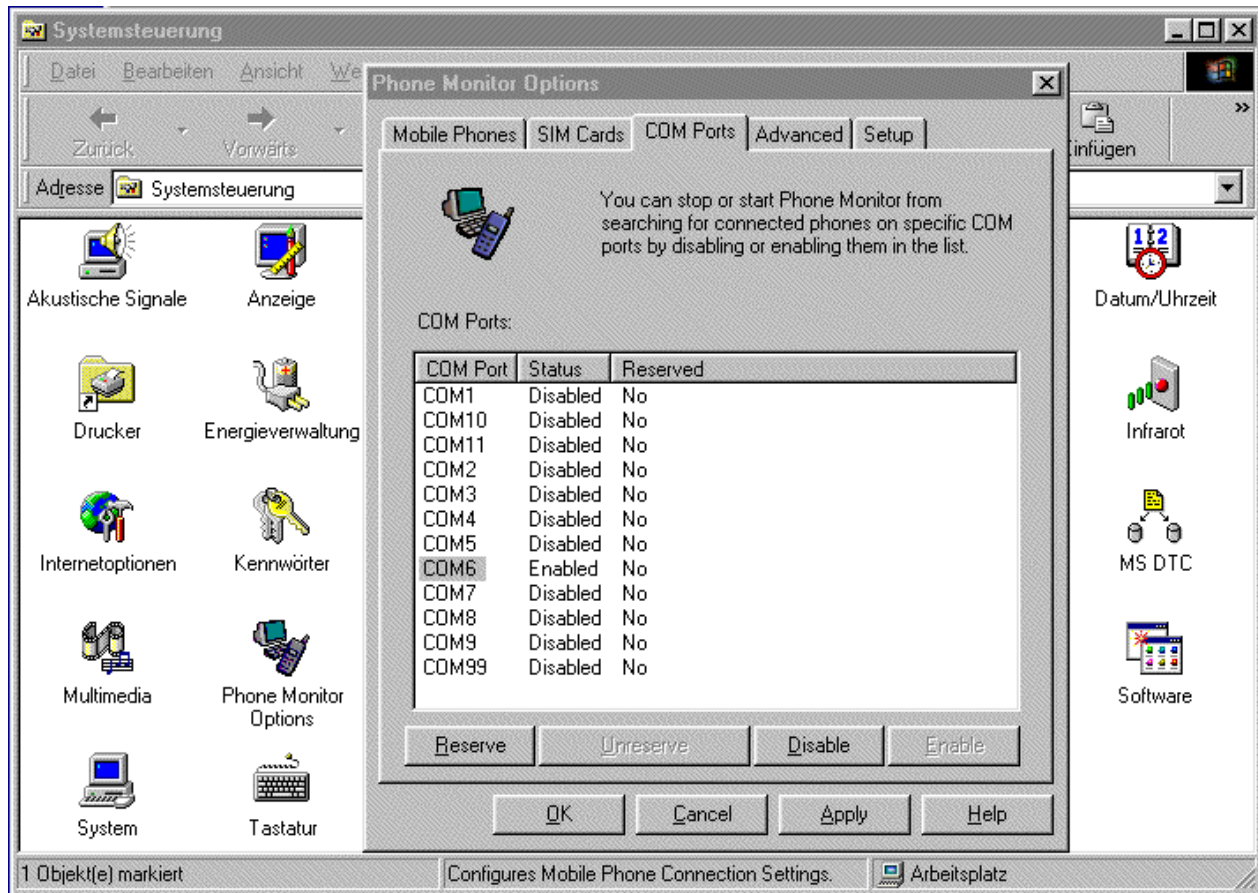 Systemsteuerung
Datei Bearbeiten Ansicht We
Zurück Vorwärts
infügen
»
Adresse Systemsteuerung
Phone Monitor Options
Mobile Phones SIM Cards COM Ports Advanced Setup
You can stop or start Phone Monitor from
searching for connected phones on specific COM
ports by disabling or enabling them in the list.
COM Ports:
COM Port Status Reserved
COM1 Disabled No
COM10 Disabled No
COM11 Disabled No
COM2 Disabled No
COM3 Disabled No
COM4 Disabled No
COM5 Disabled No
COM6 Enabled No
COM7 Disabled No
COM8 Disabled No
COM9 Disabled No
COM99 Disabled No
Reserve Unreserve Disable Enable
OK Cancel Apply Help
Akustische Signale Anzeige Datum/Uhrzeit
12
Drucker Energieverwaltung Infrarot
Internetoptionen Kennwörter MS DTC
Multimedia Phone Monitor
Options Software
System Tastatur
1 Objekt(e) markiert Configures Mobile Phone Connection Settings. Arbeitsplatz